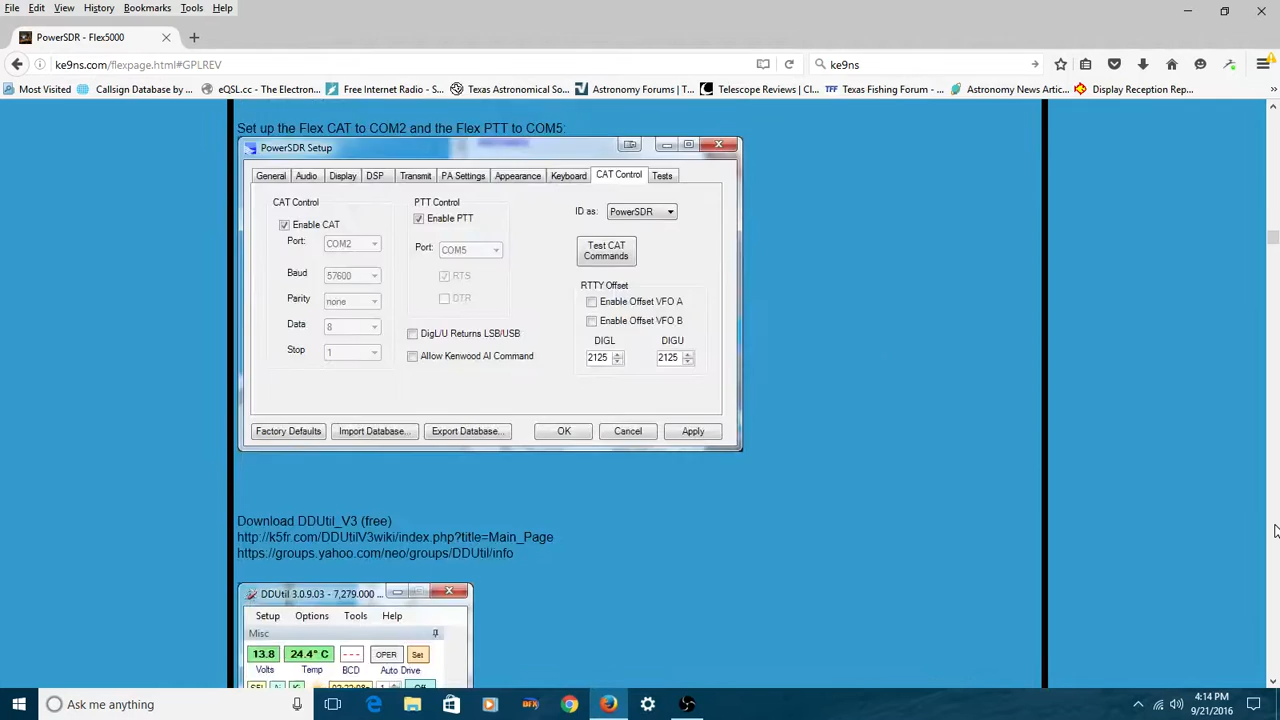 File Edit View History Bookmarks Tools Help
PowerSDR - Flex5000
ke9ns.com/flexpage.html#GPLREV
ke9ns
Most Visited Callsign Database by ... eQSL.cc - The Electron... Free Internet Radio - S... Texas Astronomical So... Astronomy Forums | T... Telescope Reviews | Cl... TFF Texas Fishing Forum - ... Astronomy News Artic... Display Reception Rep...
Set up the Flex CAT to COM2 and the Flex PTT to COM5:
PowerSDR Setup
General Audio Display DSP Transmit PA Settings Appearance Keyboard CAT Control Tests
CAT Control
Enable CAT
Port: COM2
Baud 57600
Parity none
Data 8
Stop 1
PTT Control
Enable PTT
Port: COM5
RTS
DTR
DigL/U Returns LSB/USB
Allow Kenwood AI Command
ID as: PowerSDR
Test CAT
Commands
RTTY Offset
Enable Offset VFO A
Enable Offset VFO B
DIGL DIGU
2125 2125
Factory Defaults Import Database... Export Database... OK Cancel Apply
Download DDUtil_V3 (free)
http://k5fr.com/DDUtilV3wiki/index.php?title=Main_Page
https://groups.yahoo.com/neo/groups/DDUtil/info
DDUtil 3.0.9.03 - 7,279.000 ...
Setup Options Tools Help
Misc
13.8 24.4° C - - - OPER Set
Volts Temp BCD Auto Drive
Ask me anything
4:14 PM
9/21/2016